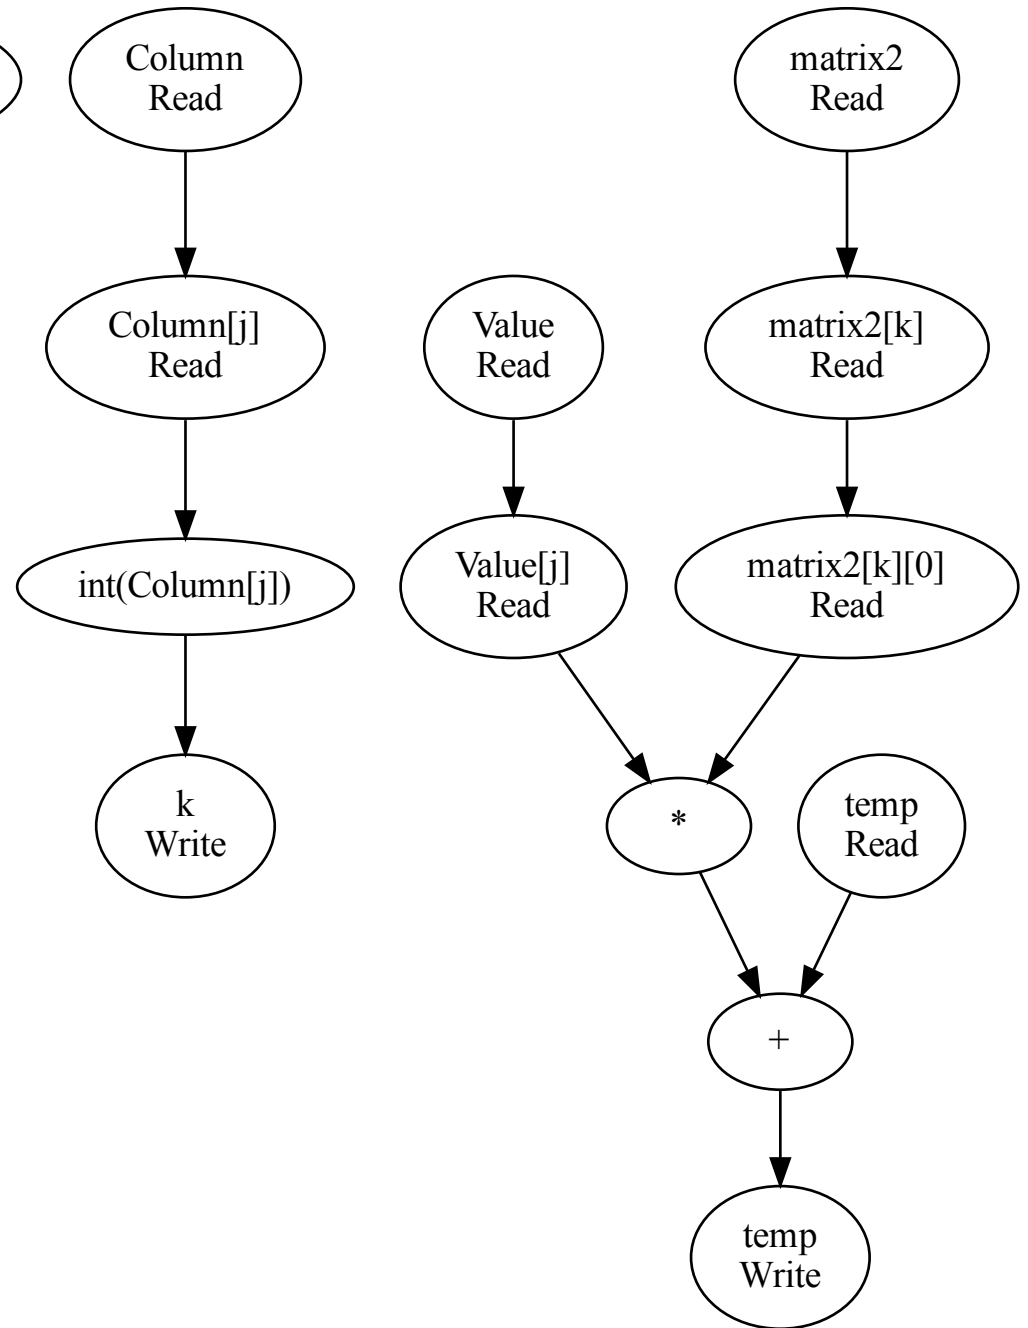 Column
Read
matrix2
Read
Column[j]
Read
Value
Read
matrix2[k]
Read
int(Column[j])
Value[j]
Read
matrix2[k][0]
Read
k
Write
*
temp
Read
+
temp
Write